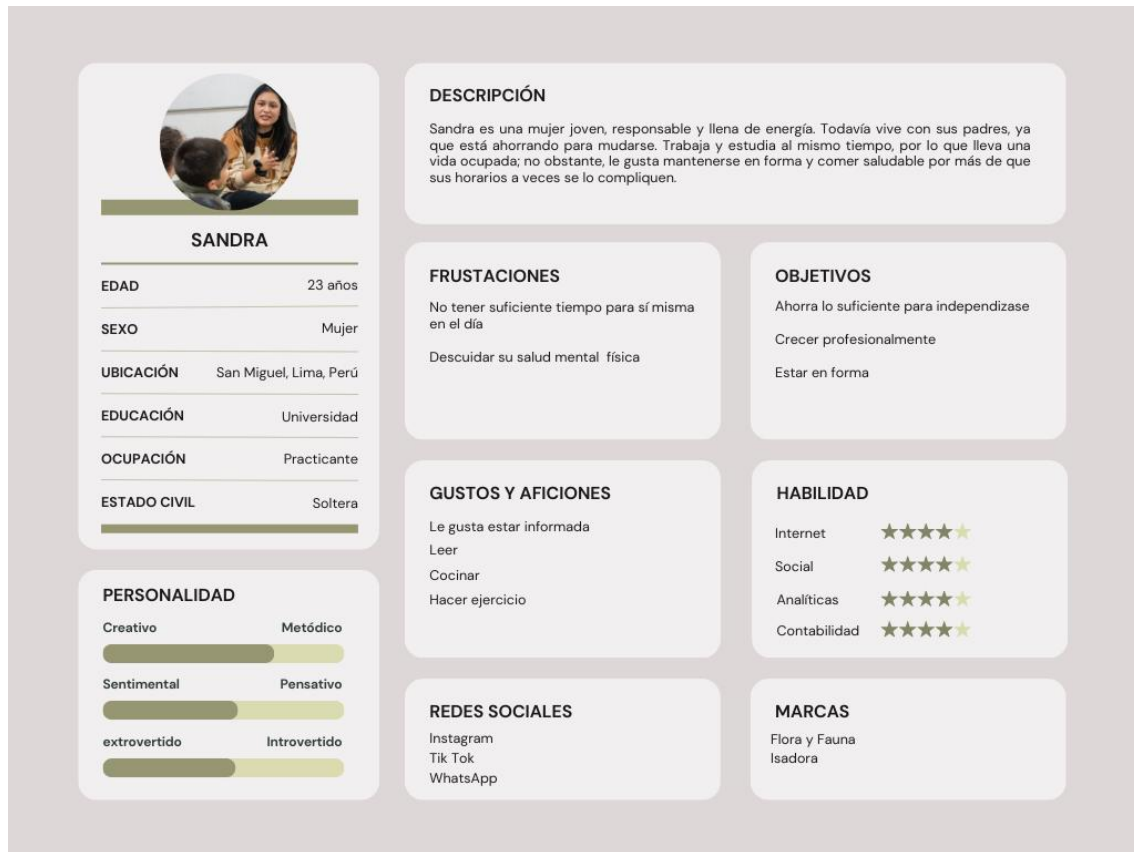 SANDRA
EDAD 23 años
SEXO Mujer
UBICACIÓN San Miguel, Lima, Perú
EDUCACIÓN Universidad
OCUPACIÓN Practicante
ESTADO CIVIL Soltera
PERSONALIDAD
Creativo Metódico
Sentimental Pensativo
extrovertido Introvertido
DESCRIPCIÓN
Sandra es una mujer joven, responsable y llena de energía. Todavía vive con sus padres, ya
que está ahorrando para mudarse. Trabaja y estudia al mismo tiempo, por lo que lleva una
vida ocupada; no obstante, le gusta mantenerse en forma y comer saludable por más de que
sus horarios a veces se lo compliquen.
FRUSTACIONES
No tener suficiente tiempo para sí misma
en el día
Descuidar su salud mental física
OBJETIVOS
Ahorra lo suficiente para independizase
Crecer profesionalmente
Estar en forma
GUSTOS Y AFICIONES
Le gusta estar informada
Leer
Cocinar
Hacer ejercicio
HABILIDAD
Internet
Social
Analíticas
Contabilidad
REDES SOCIALES
Instagram
Tik Tok
WhatsApp
MARCAS
Flora y Fauna
Isadora